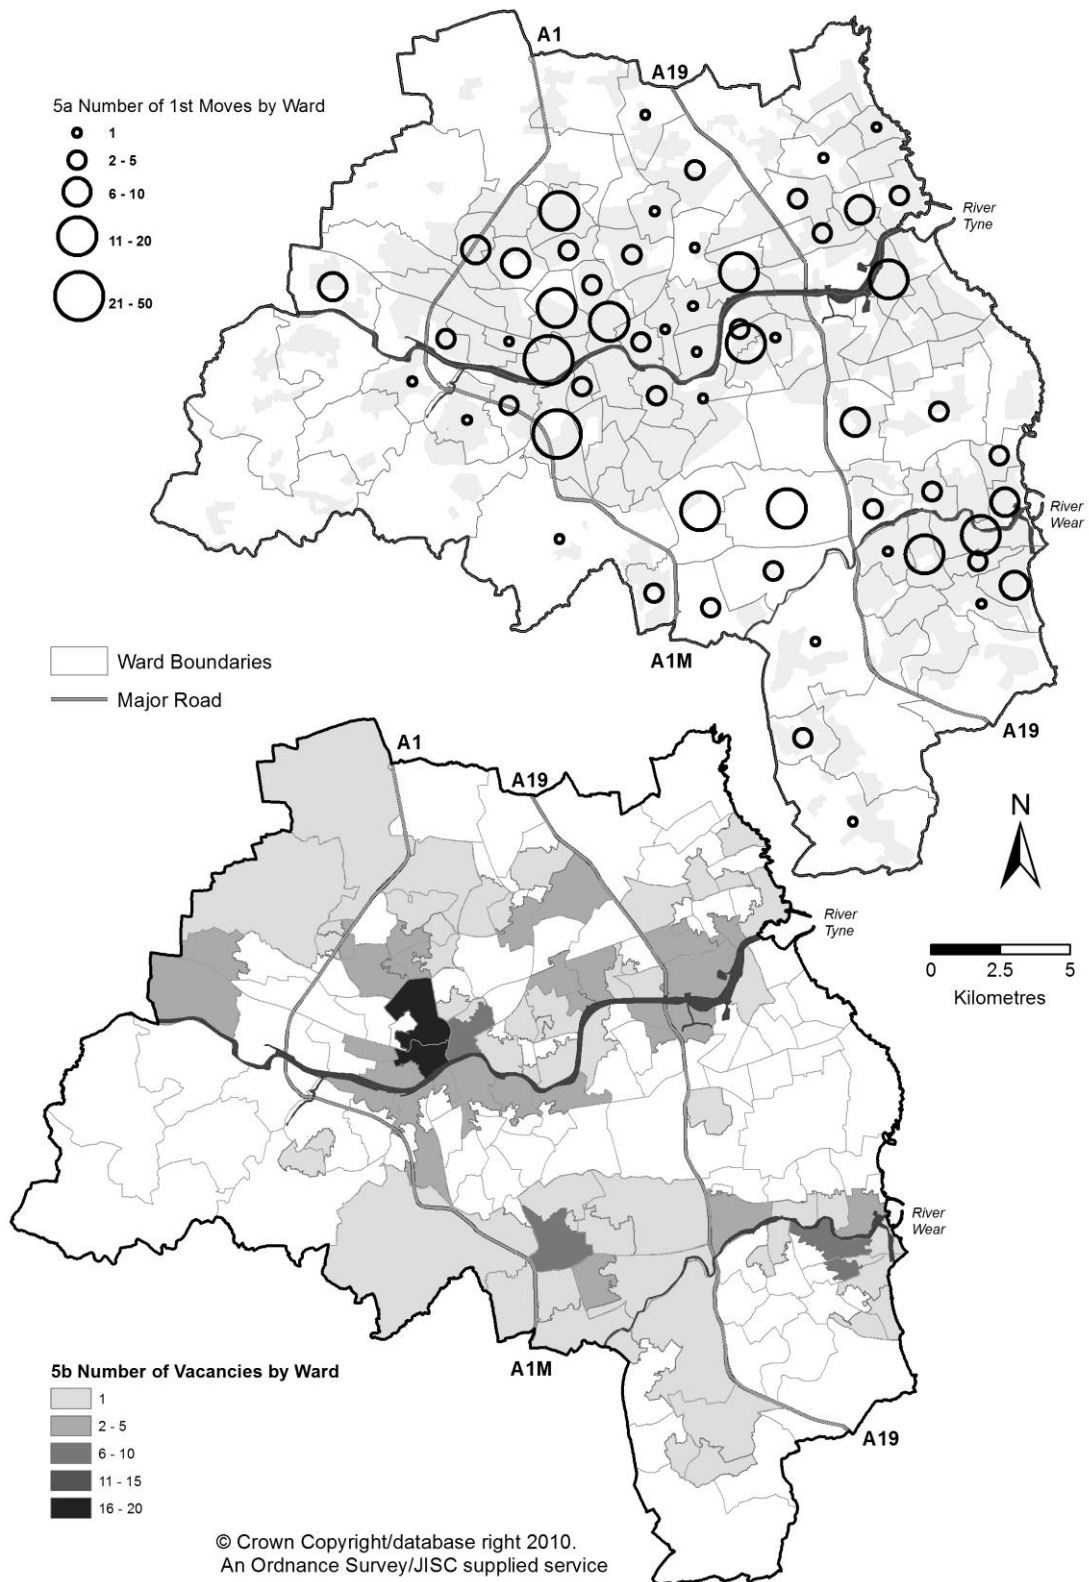 A1
A19
5a Number of 1st Moves by Ward
1
2 - 5
6 - 10
11 - 20
21 - 50
River
Tyne
River
Wear
A1M
Ward Boundaries
Major Road
A19
A1
A19
N
River
Tyne
0 2.5 5
Kilometres
River
Wear
A1M
5b Number of Vacancies by Ward
1
2 - 5
6 - 10
11 - 15
16 - 20
A19
© Crown Copyright/database right 2010.
An Ordnance Survey/JISC supplied service